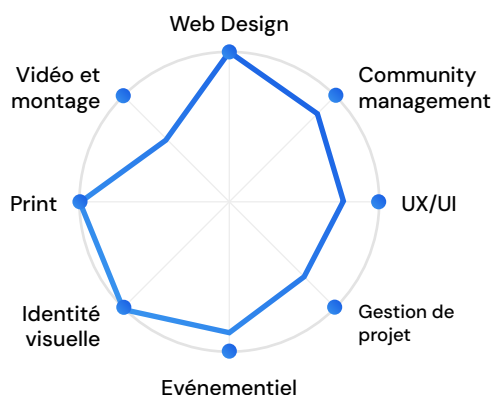 Web Design
Vidéo et
montage
Community
management
Print
UX/UI
Identité
visuelle
Gestion de
projet
Evénementiel